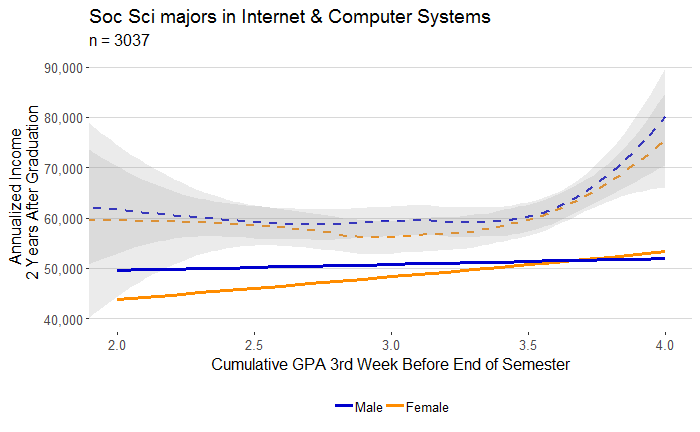 Soc Sci majors in Internet & Computer Systems
n = 3037
Annualized Income
2 Years After Graduation
90,000
80,000
70,000
60,000
50,000
40,000
2.0 2.5 3.0 3.5 4.0
Cumulative GPA 3rd Week Before End of Semester
Male Female